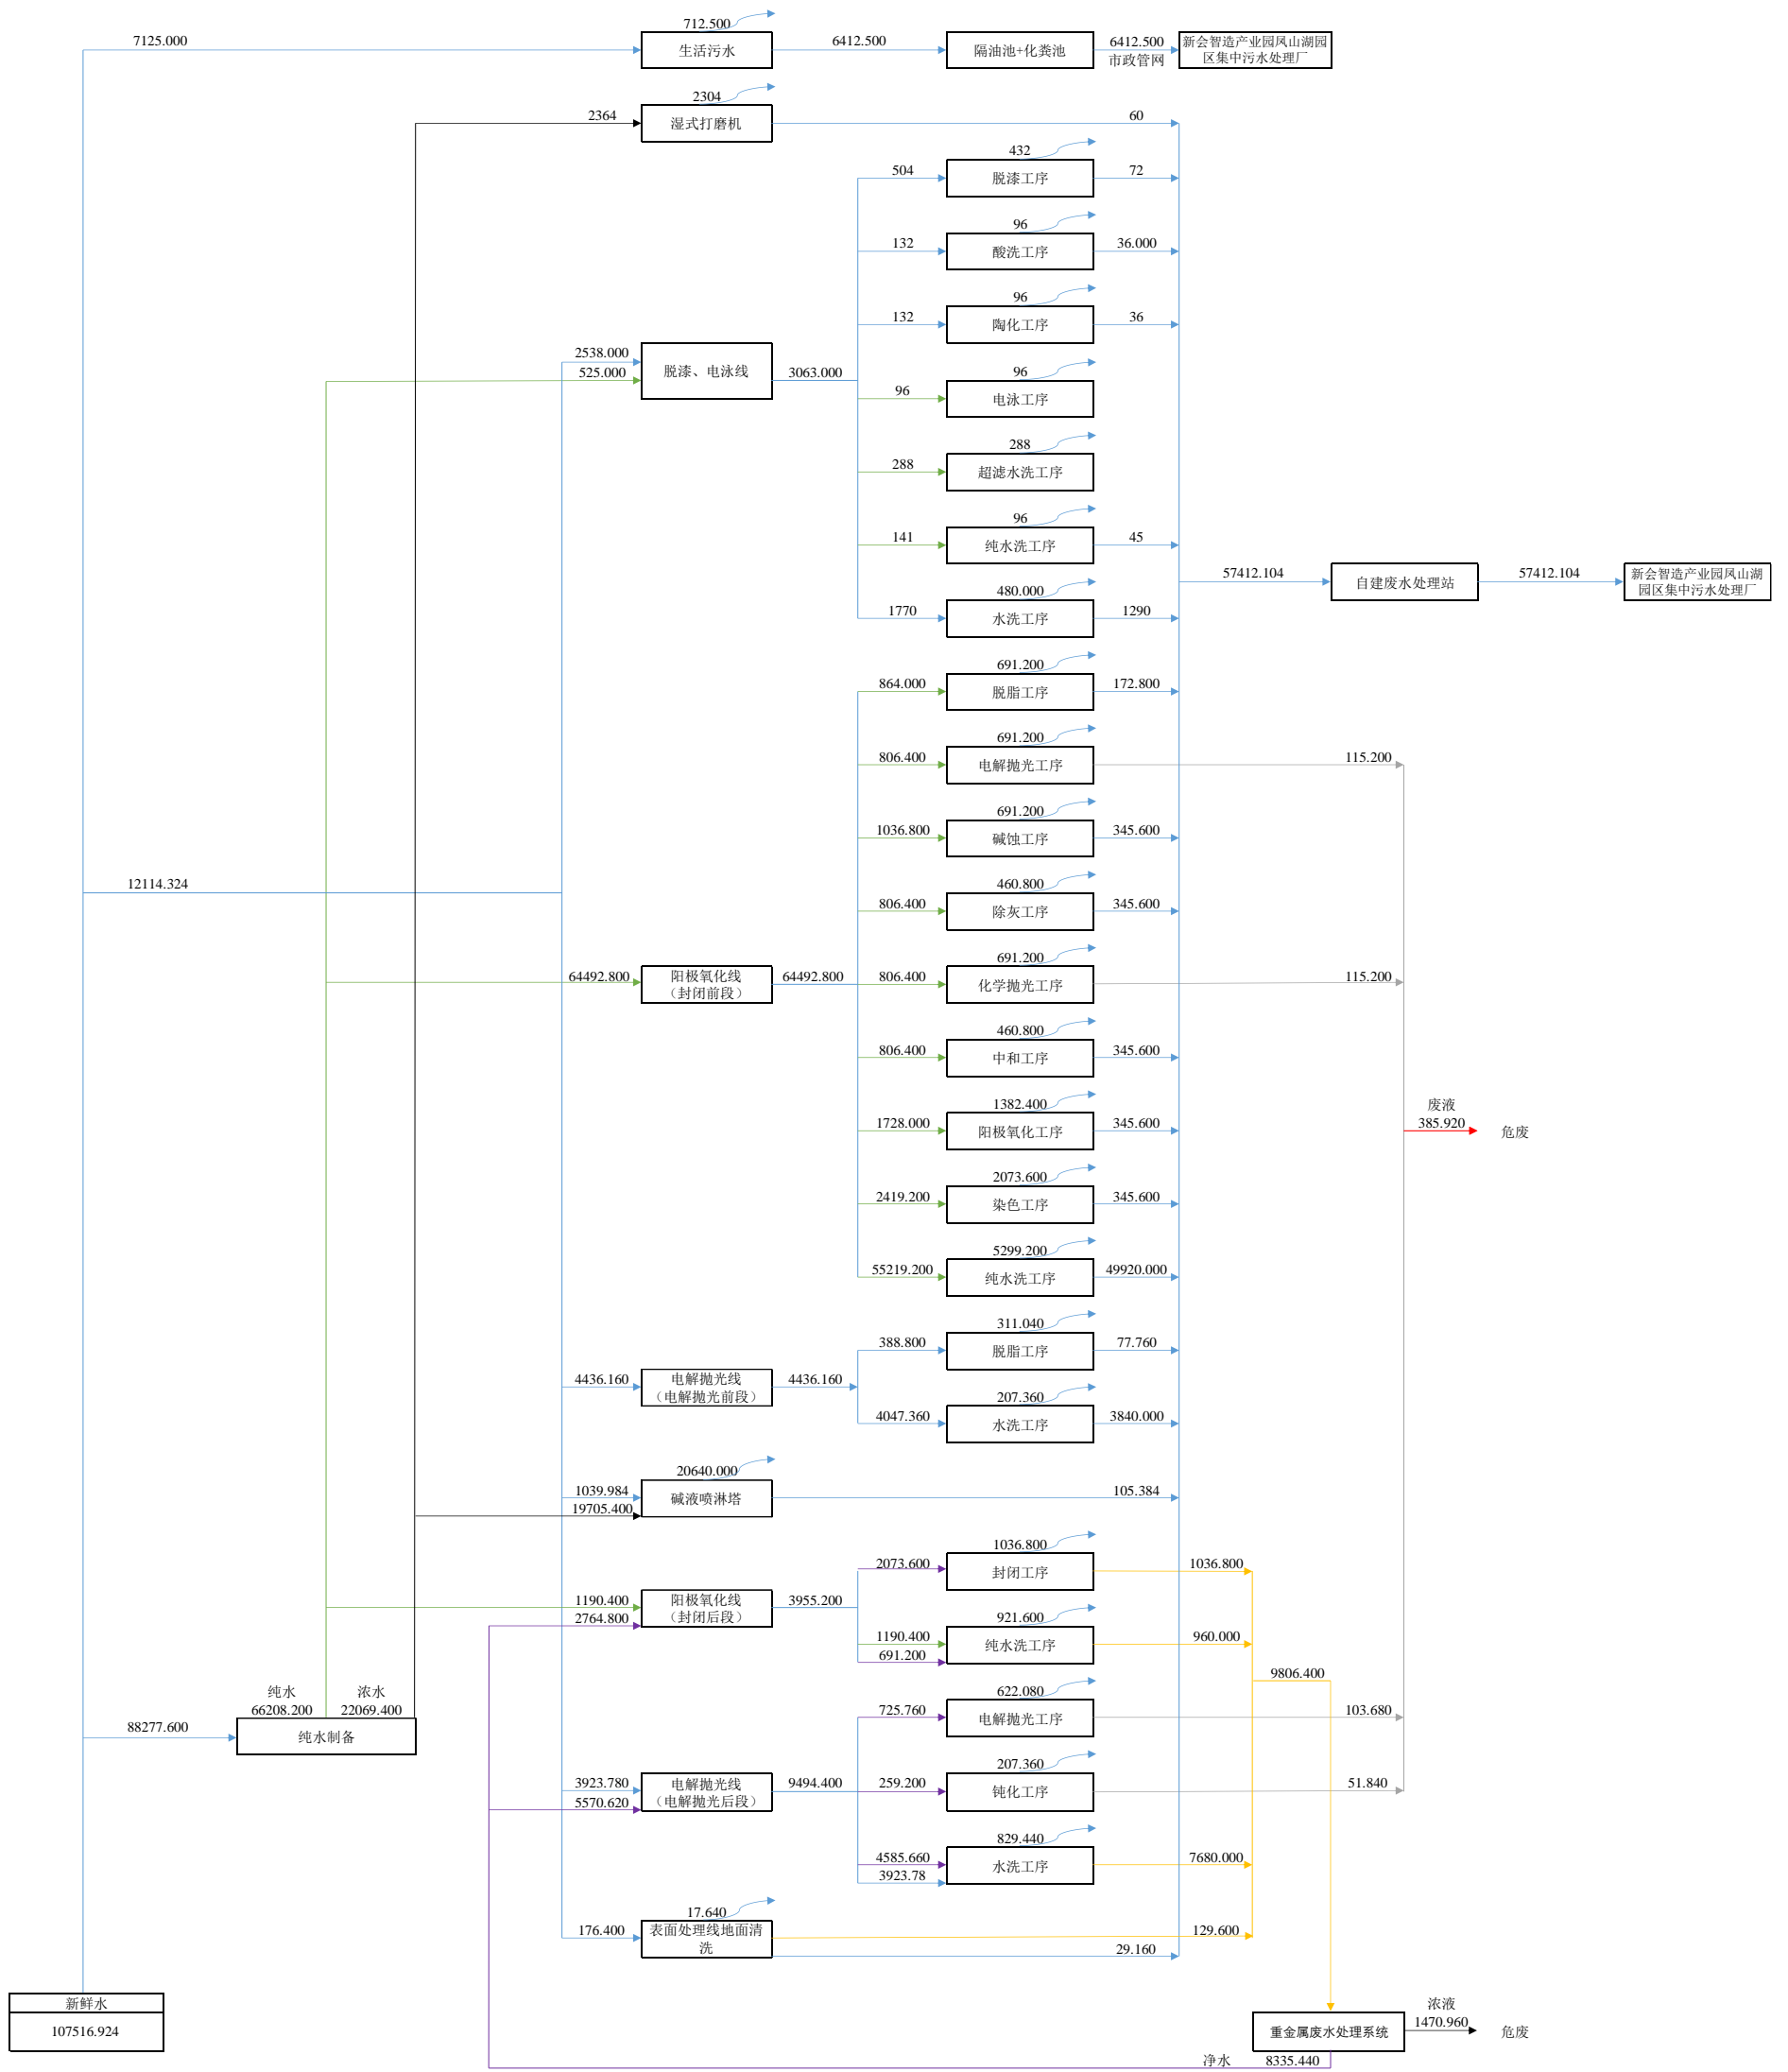 712.500
7125.000
生活污水
6412.500
隔油池+化粪池
6412.500
市政管网
新会智造产业园凤山湖园
区集中污水处理厂
2304
2364
湿式打磨机
60
432
504
脱漆工序
72
96
132
酸洗工序
36.000
96
132
陶化工序
36
2538.000
525.000
脱漆、电泳线
3063.000
96
96
电泳工序
288
288
超滤水洗工序
96
141
纯水洗工序
45
57412.104
自建废水处理站
57412.104
新会智造产业园凤山湖
园区集中污水处理厂
480.000
1770
水洗工序
1290
691.200
864.000
脱脂工序
172.800
691.200
806.400
电解抛光工序
115.200
691.200
1036.800
碱蚀工序
345.600
12114.324
460.800
806.400
除灰工序
345.600
64492.800
阳极氧化线
（封闭前段）
64492.800
691.200
806.400
化学抛光工序
115.200
460.800
806.400
中和工序
345.600
1382.400
1728.000
阳极氧化工序
345.600
废液
385.920
危废
2073.600
2419.200
染色工序
345.600
5299.200
55219.200
纯水洗工序
49920.000
311.040
388.800
脱脂工序
77.760
4436.160
电解抛光线
（电解抛光前段）
4436.160
207.360
4047.360
水洗工序
3840.000
20640.000
1039.984
19705.400
碱液喷淋塔
105.384
1036.800
2073.600
封闭工序
1036.800
1190.400
2764.800
阳极氧化线
（封闭后段）
3955.200
921.600
1190.400
691.200
纯水洗工序
960.000
9806.400
纯水
66208.200
浓水
22069.400
88277.600
纯水制备
622.080
725.760
电解抛光工序
103.680
3923.780
5570.620
电解抛光线
（电解抛光后段）
9494.400
207.360
259.200
钝化工序
51.840
829.440
4585.660
3923.78
水洗工序
7680.000
17.640
176.400
表面处理线地面清
洗
129.600
29.160
新鲜水
107516.924
重金属废水处理系统
浓液
1470.960
危废
净水
8335.440